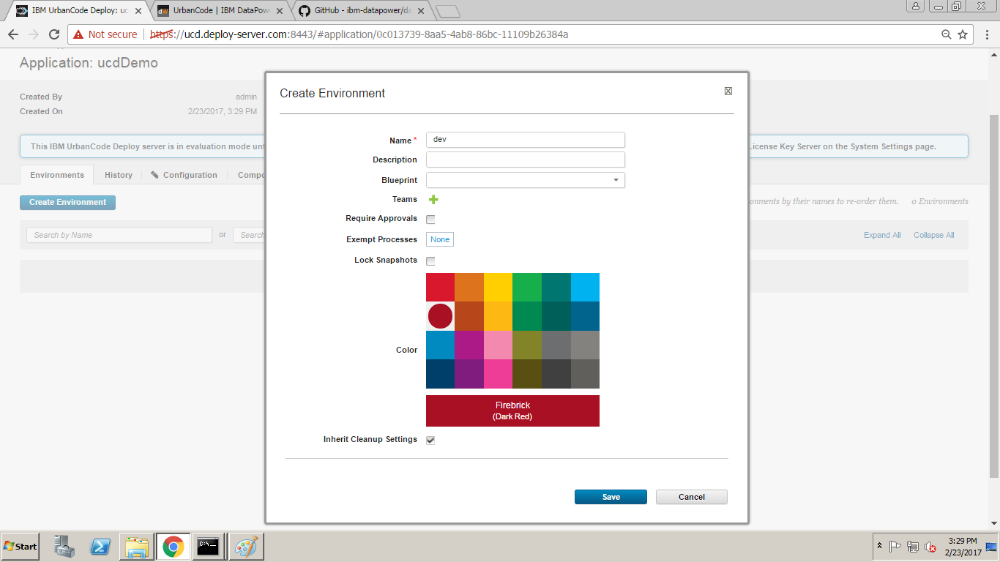 IBM UrbanCode Deploy: ucd
UrbanCode | IBM DataPow
GitHub - ibm-datapower/da
Not secure
https://ucd.deploy-server.com:8443/#application/0c013739-8aa5-4ab8-86bc-11109b26384a
Application: ucdDemo
Created By admin
Created On 2/23/2017, 3:29 PM
This IBM UrbanCode Deploy server is in evaluation mode unt
License Key Server on the System Settings page.
Environments History Configuration Compo
Create Environment
onments by their names to re-order them. 0 Environments
Search by Name or Search
Expand All Collapse All
Create Environment
Name * dev
Description
Blueprint
Teams
Require Approvals
Exempt Processes None
Lock Snapshots
Color
Firebrick
(Dark Red)
Inherit Cleanup Settings
Save Cancel
Start
C:\.
3:29 PM
2/23/2017